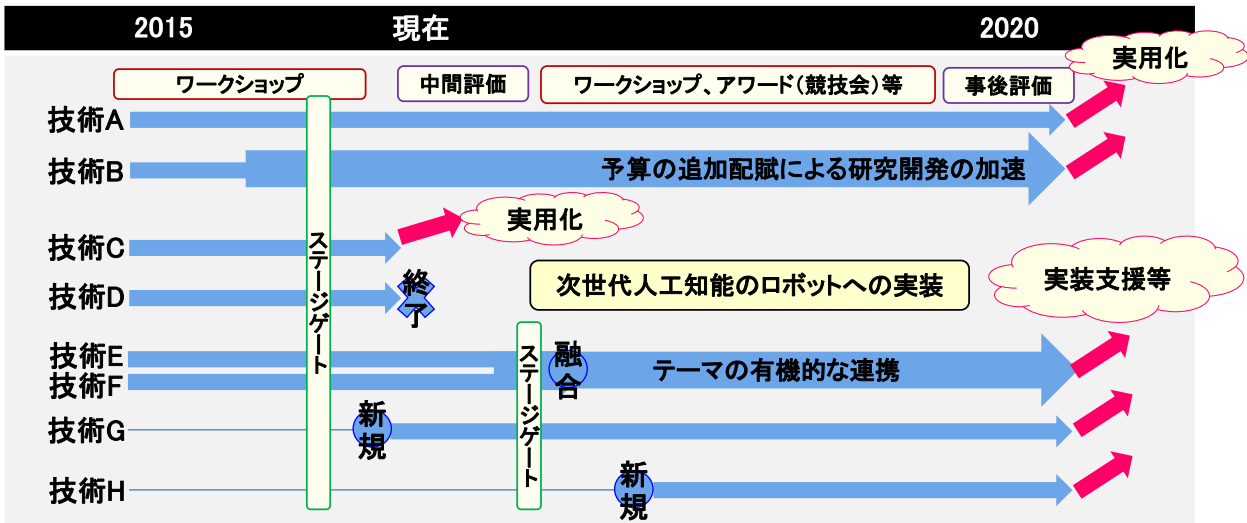 2015 現在 2020
実用化
ワークショップ 中間評価 ワークショップ、アワード(競技会)等 事後評価
技術A
技術B 予算の追加配賦による研究開発の加速
実用化
技術C
ステージゲート
技術D 終了
次世代人工知能のロボットへの実装
実装支援等
技術E
技術F
ステージゲート
融合
テーマの有機的な連携
技術G 新規
技術H 新規